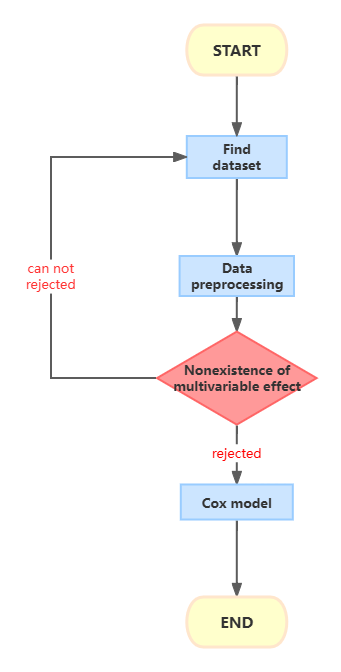 START
Find
dataset
can not
rejected
Data
preprocessing
Nonexistence of
multivariable effect
rejected
Cox model
END